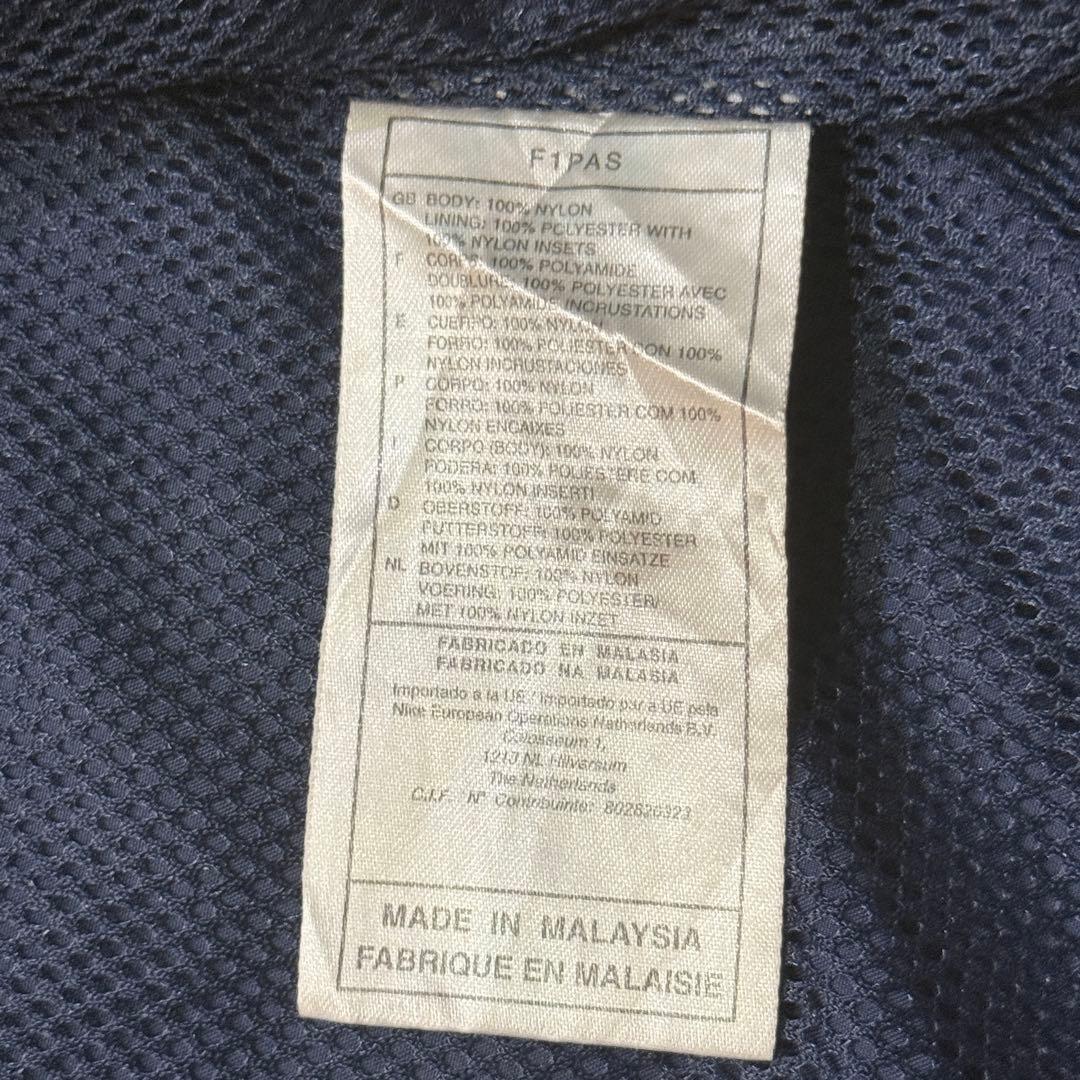 F1PAS
GB BODY: 100% NYLON
LINING: 100% POLYESTER WITH
100% NYLON INSETS
F CORPS: 100% POLYAMIDE
DOUBLURE: 100% POLYESTER AVEC
100% POLYAMIDE INCRUSTATIONS
E CUERPO: 100% NYLON
FORRO: 100% POLIESTER CON 100%
NYLON INCRUSTACIONES
P CORPO: 100% NYLON
FORRO: 100% POLIESTER COM 100%
NYLON ENCAIXES
I CORPO (BODY): 100% NYLON
FODERA: 100% POLIESTERE COM
100% NYLON INSERTI
D OBERSTOFF: 100% POLYAMID
FUTTERSTOFF: 100% POLYESTER
MIT 100% POLYAMID EINSATZE
NL BOVENSTOF: 100% NYLON
VOERING: 100% POLYESTER/
MET 100% NYLON INZET
FABRICADO EN MALASIA
FABRICADO NA MALASIA
Importado a la UE * Importado par a UE pela
Nike European Operations Netherlands B.V.
Colosseum 1,
1213 NL Hilversum
The Netherlands
C.I.F. N° Contribuinte:
MADE IN MALAYSIA
FABRIQUE EN MALAISIE